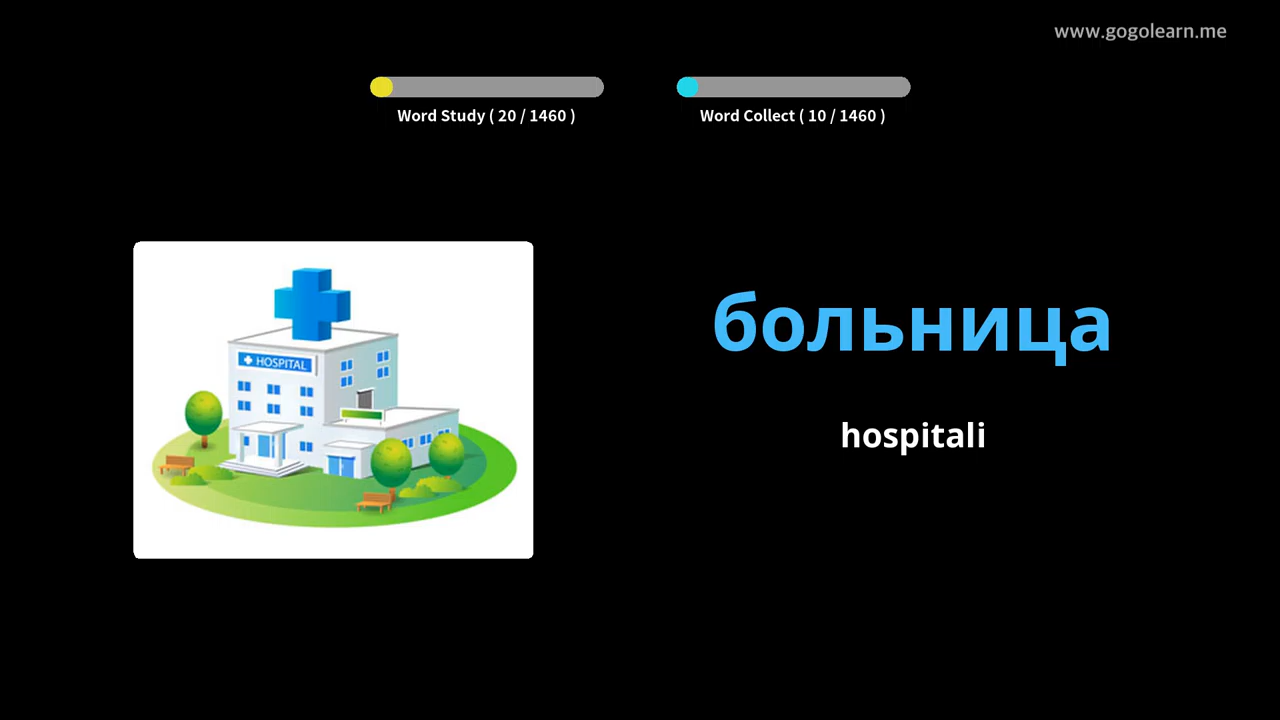 www.gogolearn.me
Word Study ( 20 / 1460 )
Word Collect ( 10 / 1460 )
HOSPITAL
больница
hospitali